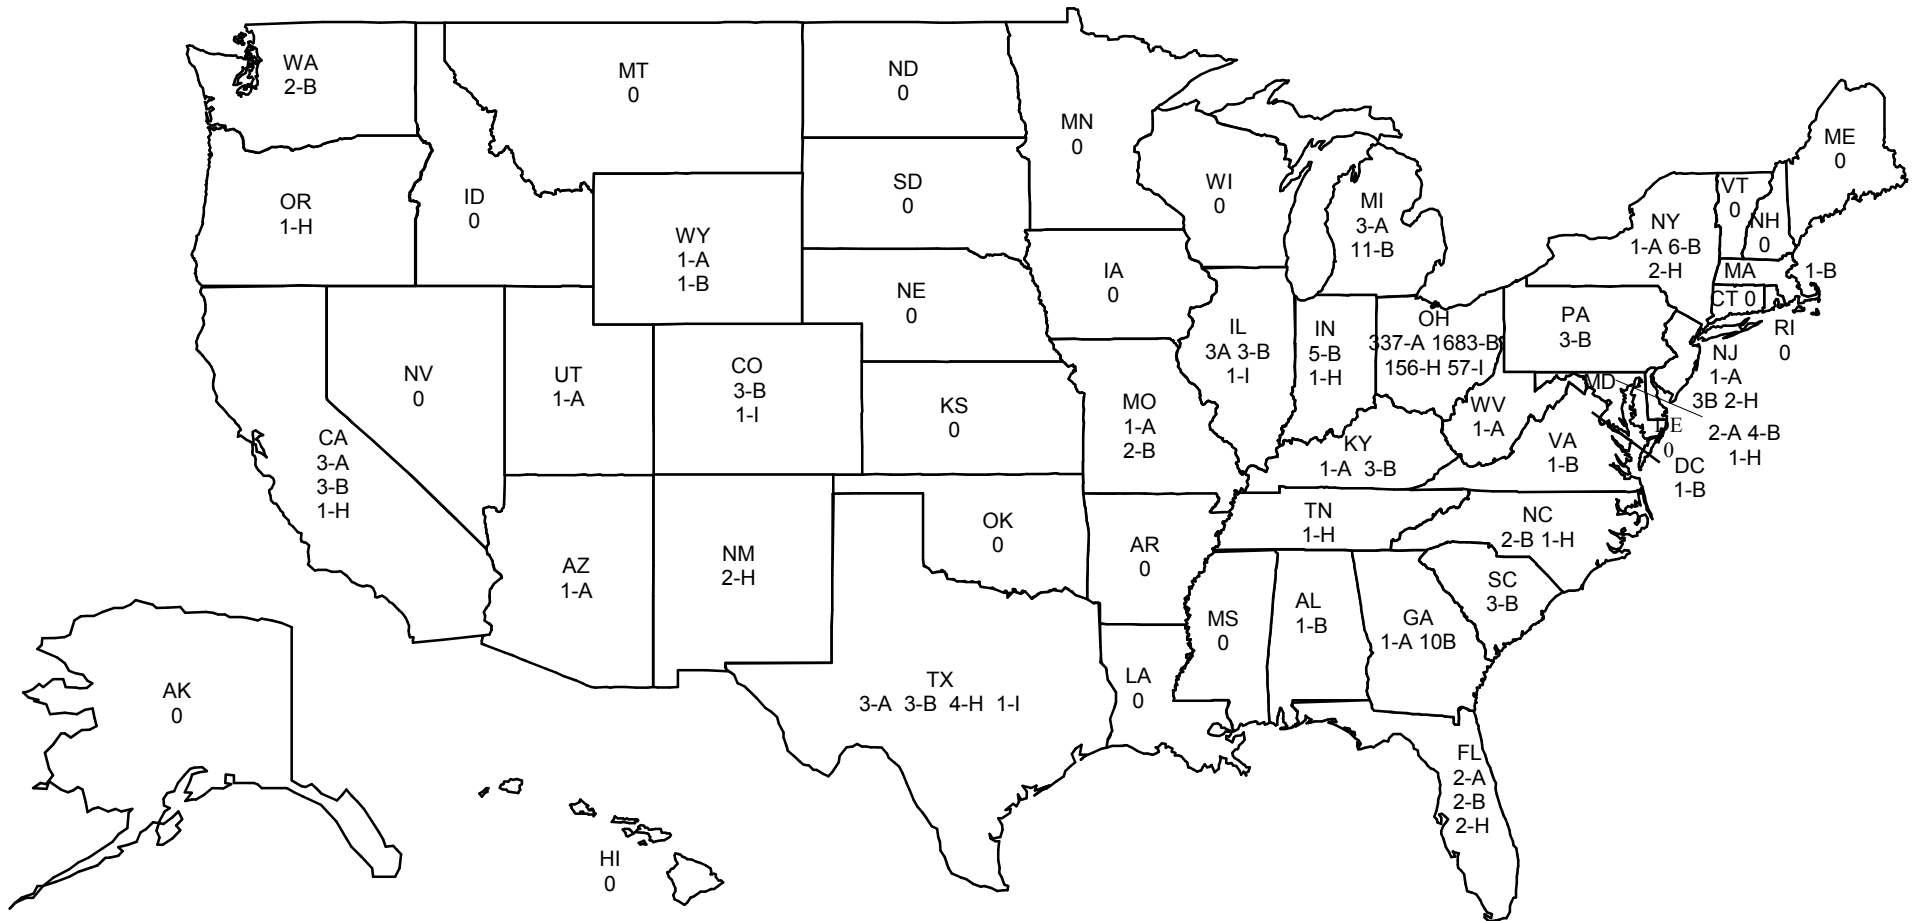 WA
2-B
MT
0
ND
0
MN
0
ME
0
OR
1-H
ID
0
WY
1-A
1-B
SD
0
WI
0
MI
3-A
11-B
NY
1-A 6-B
2-H
VT
0
NH
0
MA
1-B
CT 0
RI
0
NE
0
IA
0
IL
3A 3-B
1-I
IN
5-B
1-H
OH
337-A 1683-B
156-H 57-I
PA
3-B
NJ
1-A
3B 2-H
NV
0
UT
1-A
CO
3-B
1-I
KS
0
MO
1-A
2-B
WV
1-A
MD
2-A 4-B
1-H
DE
0
DC
1-B
CA
3-A
3-B
1-H
KY
1-A 3-B
VA
1-B
AZ
1-A
NM
2-H
OK
0
AR
0
TN
1-H
NC
2-B 1-H
SC
3-B
MS
0
AL
1-B
GA
1-A 10B
TX
3-A 3-B 4-H 1-I
LA
0
FL
2-A
2-B
2-H
AK
0
HI
0